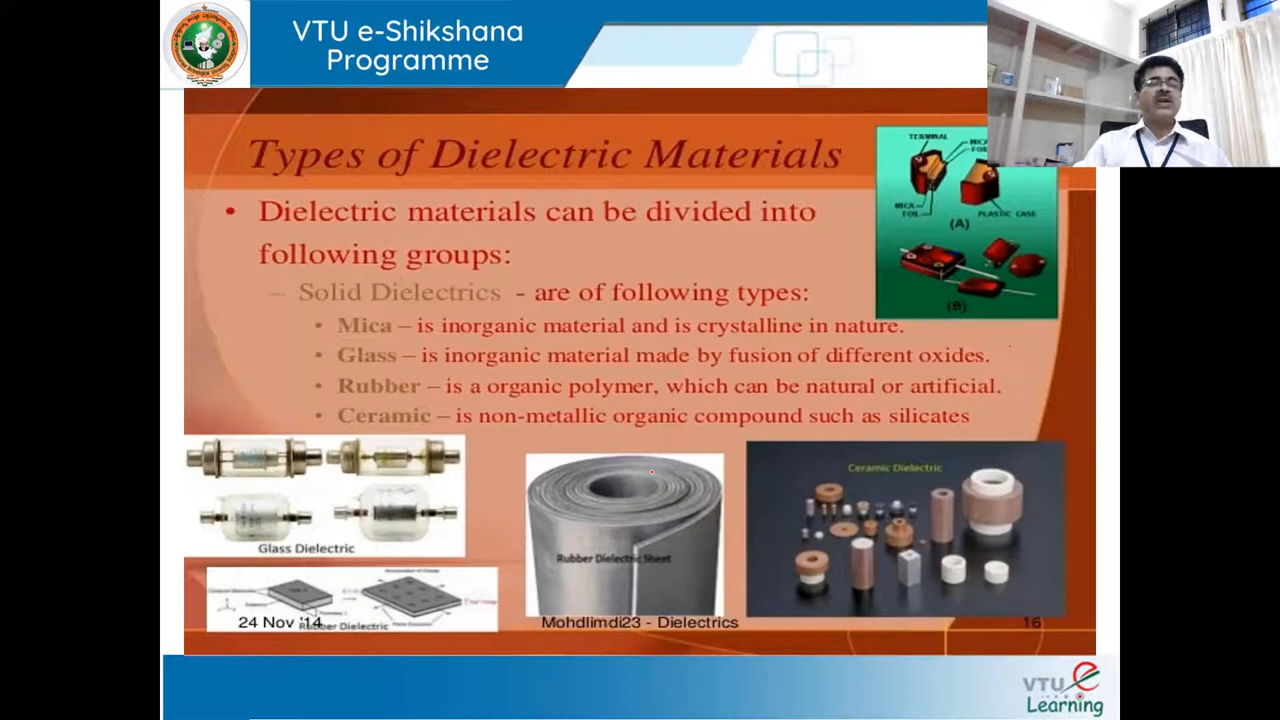 VTU e-Shikshana
Programme
Types of Dielectric Materials
• Dielectric materials can be divided into
following groups:
– Solid Dielectrics - are of following types:
• Mica – is inorganic material and is crystalline in nature.
• Glass – is inorganic material made by fusion of different oxides.
• Rubber – is a organic polymer, which can be natural or artificial.
• Ceramic – is non-metallic organic compound such as silicates
TERMINAL
MICA
FOIL
PLASTIC CASE
(A)
(B)
Glass Dielectric
Rubber Dielectric
Rubber Dielectric Sheet
Ceramic Dielectric
24 Nov '14
Mohdlimdi23 - Dielectrics
16
VTU e
Learning